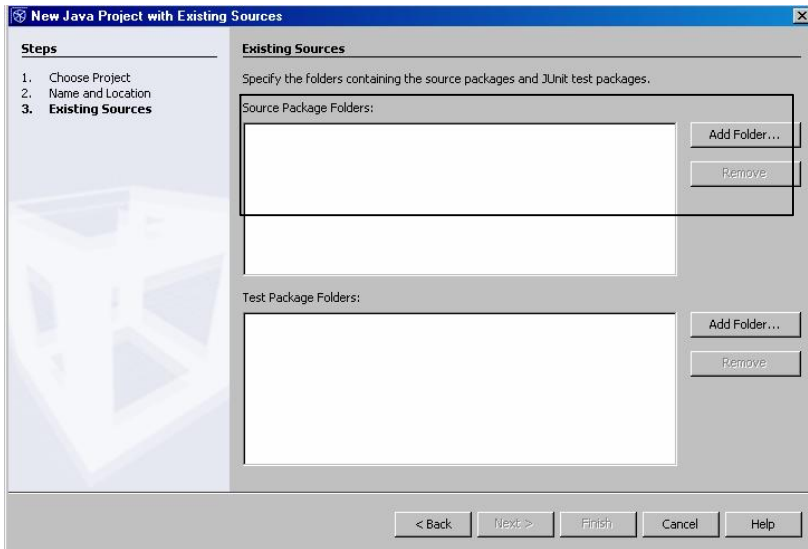 New Java Project with Existing Sources
Steps
1. Choose Project
2. Name and Location
3. Existing Sources
Existing Sources
Specify the folders containing the source packages and JUnit test packages.
Source Package Folders:
Add Folder...
Remove
Test Package Folders:
Add Folder...
Remove
< Back Next > Finish Cancel Help